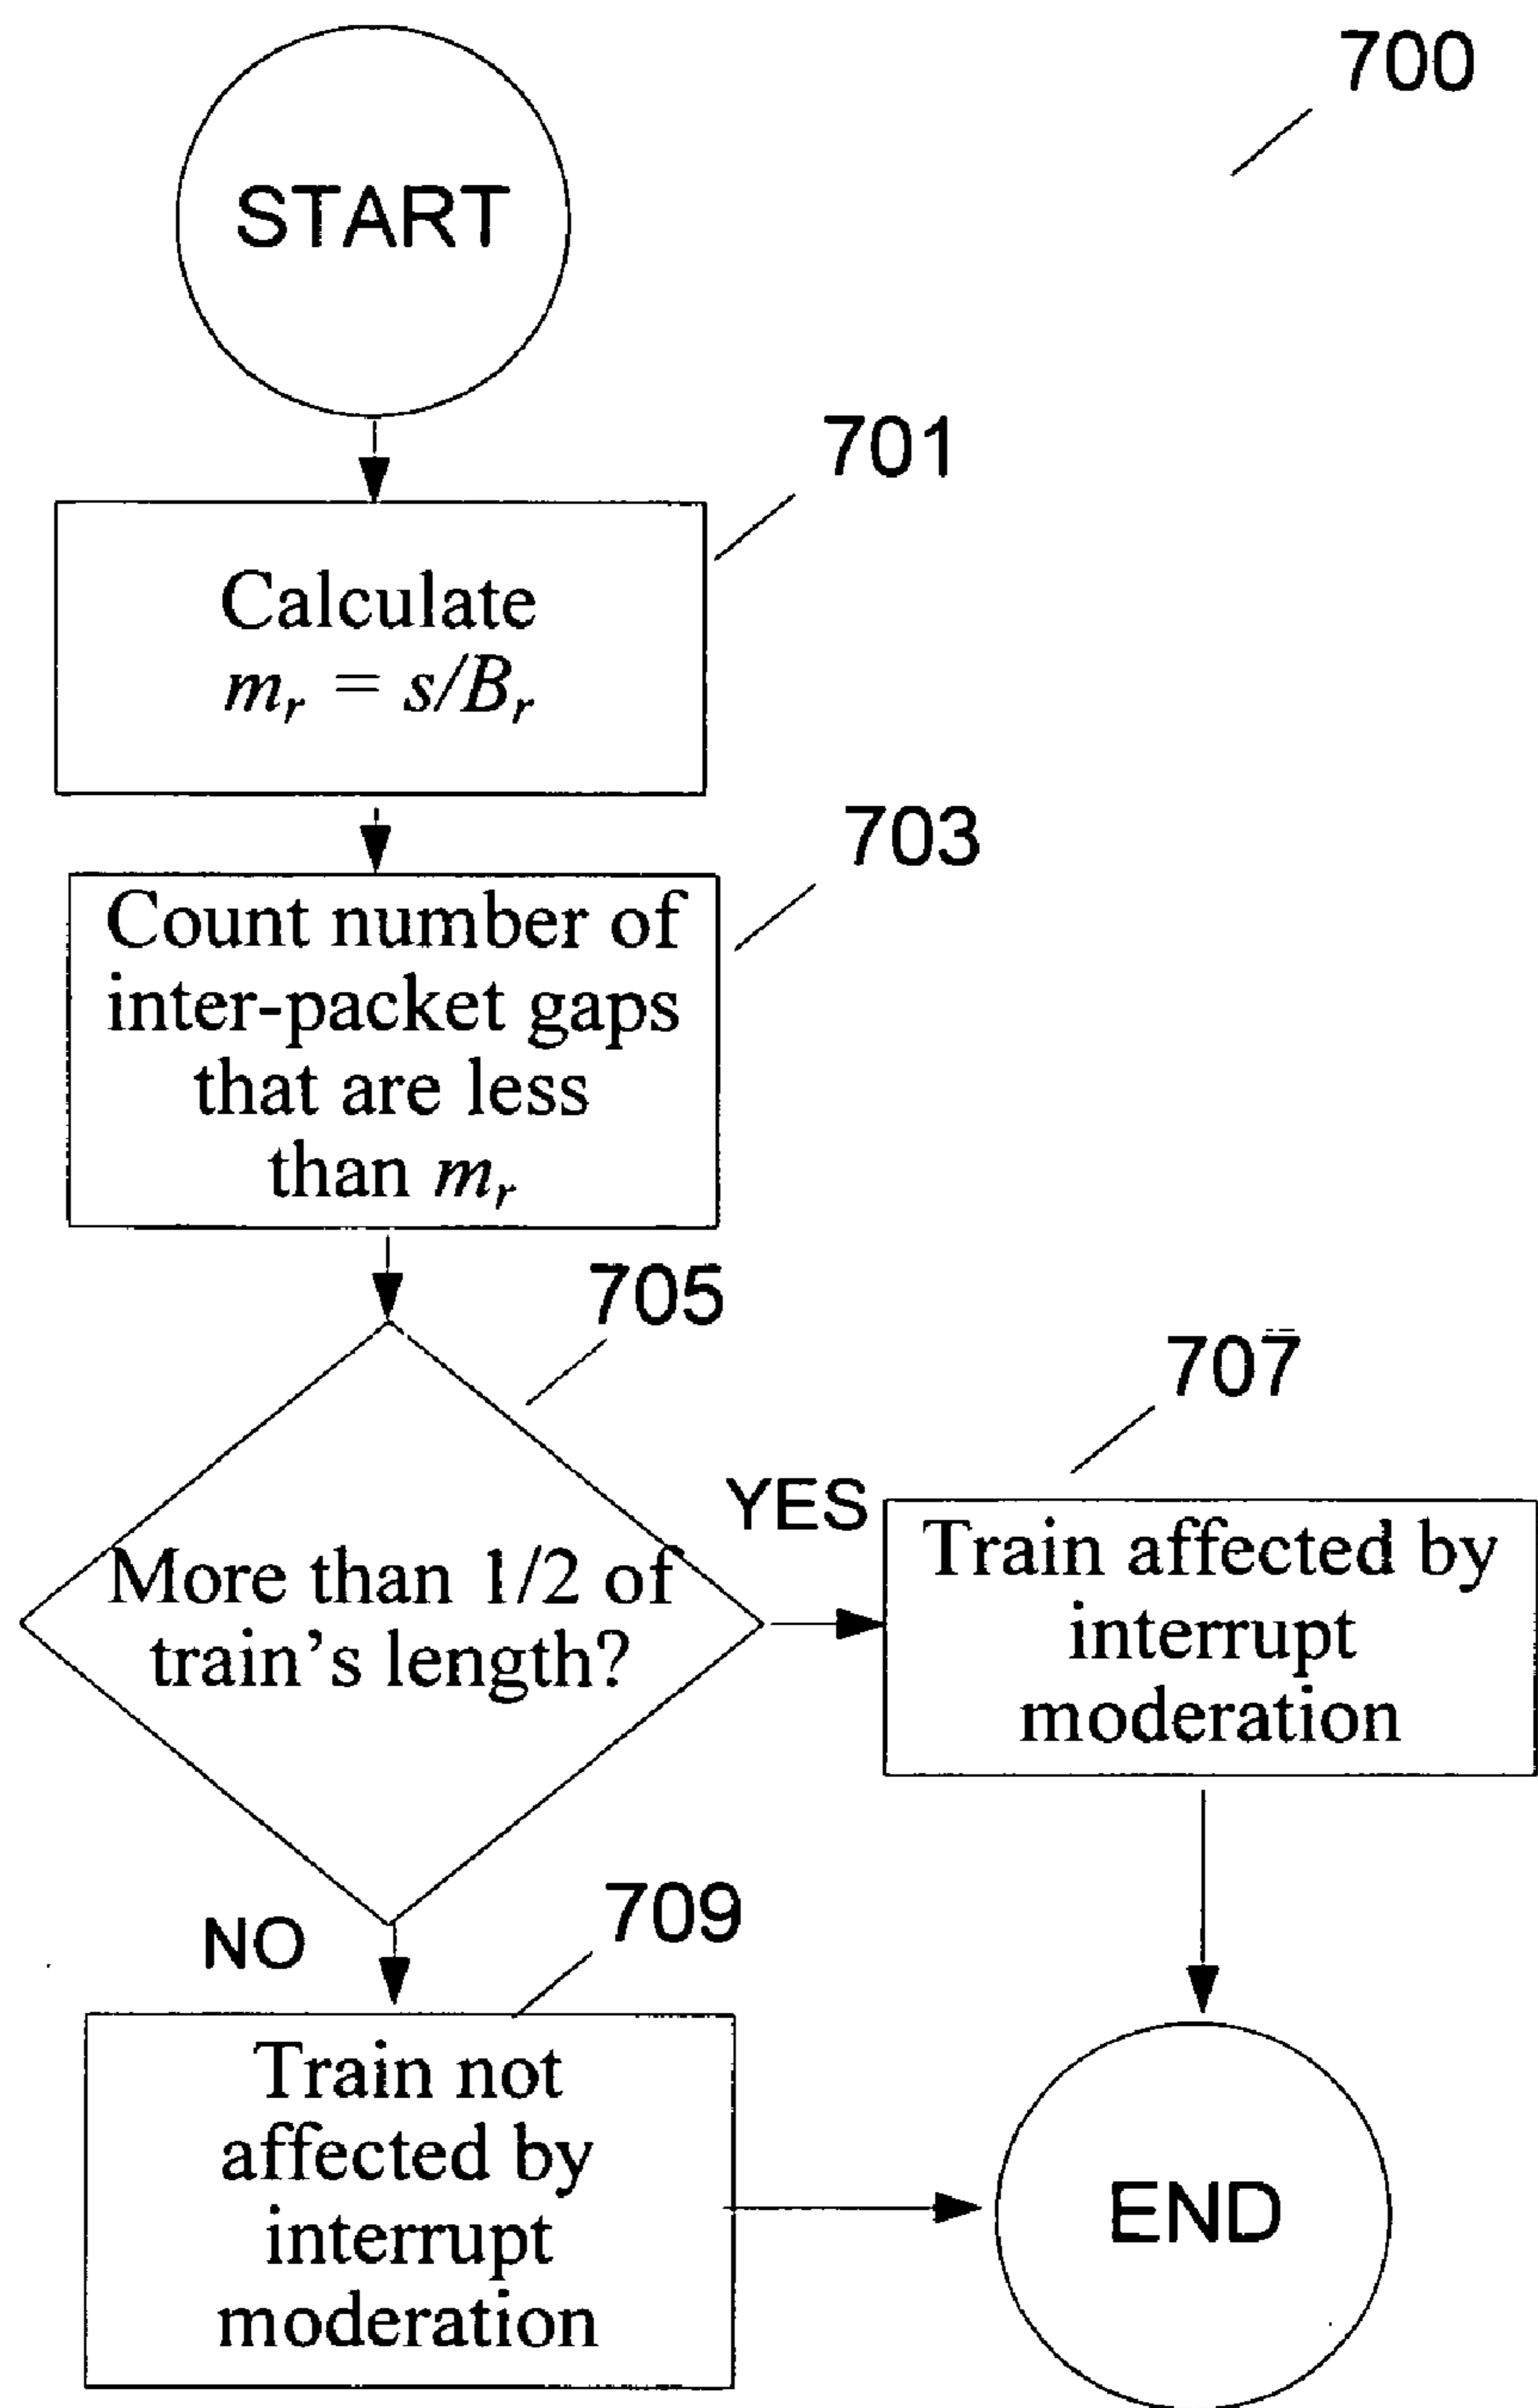 700
START
701
Calculate
m_r = s/B_r
703
Count number of
inter-packet gaps
that are less
than m_r
705
707
YES
More than 1/2 of
train's length?
Train affected by
interrupt
moderation
NO
709
Train not
affected by
interrupt
moderation
END